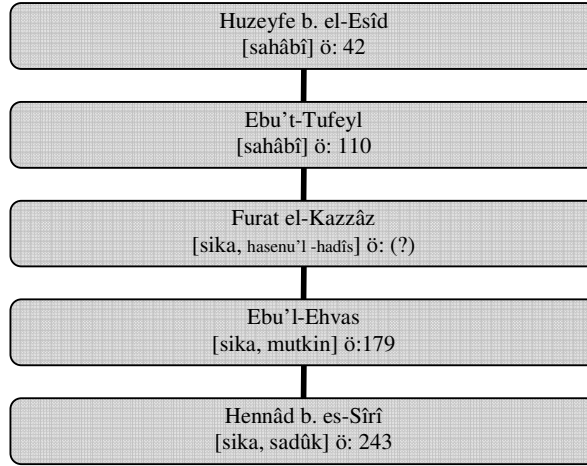 Huzeyfe b. el-Esîd
[sahâbî] ö: 42
Ebu’t-Tufeyl
[sahâbî] ö: 110
Furat el-Kazzâz
[sika, hasenu’l -hadîs] ö: (?)
Ebu’l-Ehvas
[sika, mutkin] ö:179
Hennâd b. es-Sîrî
[sika, sadûk] ö: 243